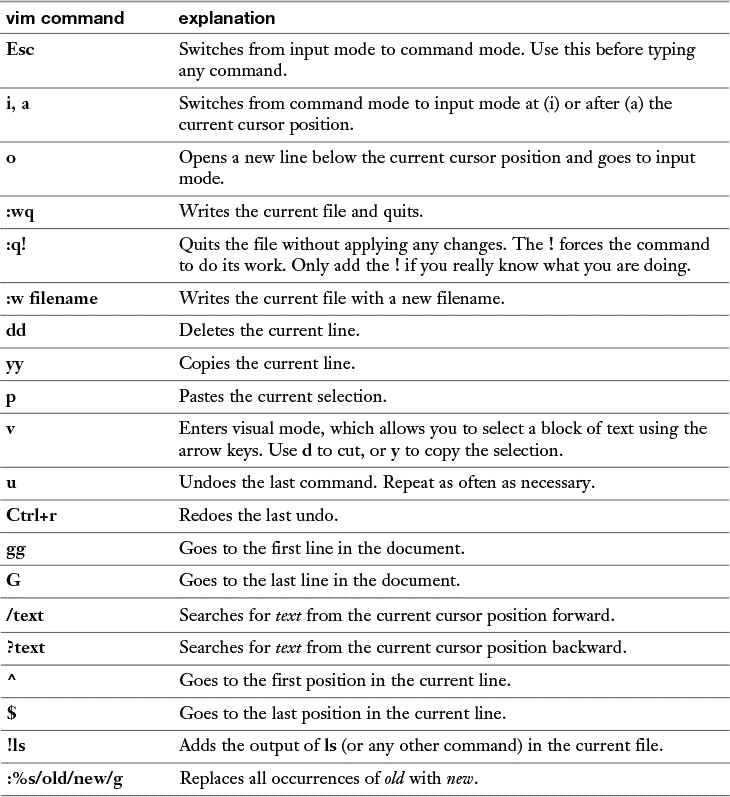 vim command explanation
Esc Switches from input mode to command mode. Use this before typing
any command.
i, a Switches from command mode to input mode at (i) or after (a) the
current cursor position.
o Opens a new line below the current cursor position and goes to input
mode.
:wq Writes the current file and quits.
:q! Quits the file without applying any changes. The ! forces the command
to do its work. Only add the ! if you really know what you are doing.
:w filename Writes the current file with a new filename.
dd Deletes the current line.
yy Copies the current line.
p Pastes the current selection.
v Enters visual mode, which allows you to select a block of text using the
arrow keys. Use d to cut, or y to copy the selection.
u Undoes the last command. Repeat as often as necessary.
Ctrl+r Redoes the last undo.
gg Goes to the first line in the document.
G Goes to the last line in the document.
/text Searches for text from the current cursor position forward.
?text Searches for text from the current cursor position backward.
^ Goes to the first position in the current line.
$ Goes to the last position in the current line.
!ls Adds the output of ls (or any other command) in the current file.
:%s/old/new/g Replaces all occurrences of old with new.